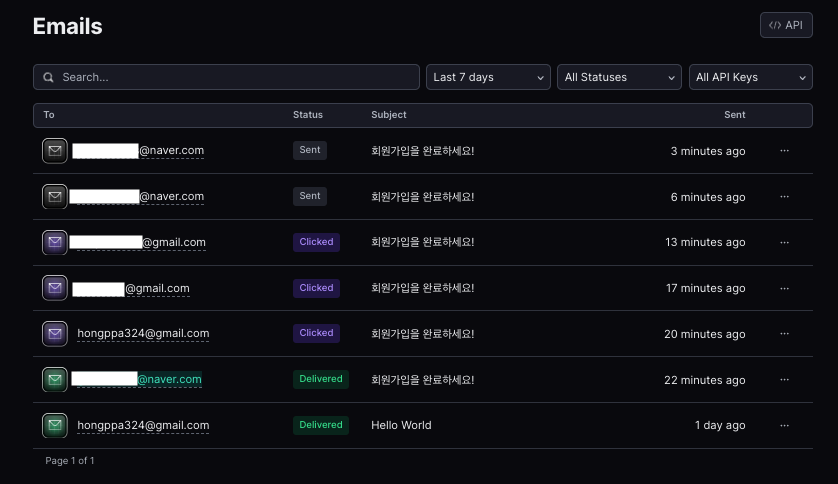 Emails
</> API
Search...
Last 7 days
All Statuses
All API Keys
To Status Subject Sent
@naver.com Sent 회원가입을 완료하세요! 3 minutes ago ...
@naver.com Sent 회원가입을 완료하세요! 6 minutes ago ...
@gmail.com Clicked 회원가입을 완료하세요! 13 minutes ago ...
@gmail.com Clicked 회원가입을 완료하세요! 17 minutes ago ...
hongppa324@gmail.com Clicked 회원가입을 완료하세요! 20 minutes ago ...
@naver.com Delivered 회원가입을 완료하세요! 22 minutes ago ...
hongppa324@gmail.com Delivered Hello World 1 day ago ...
Page 1 of 1